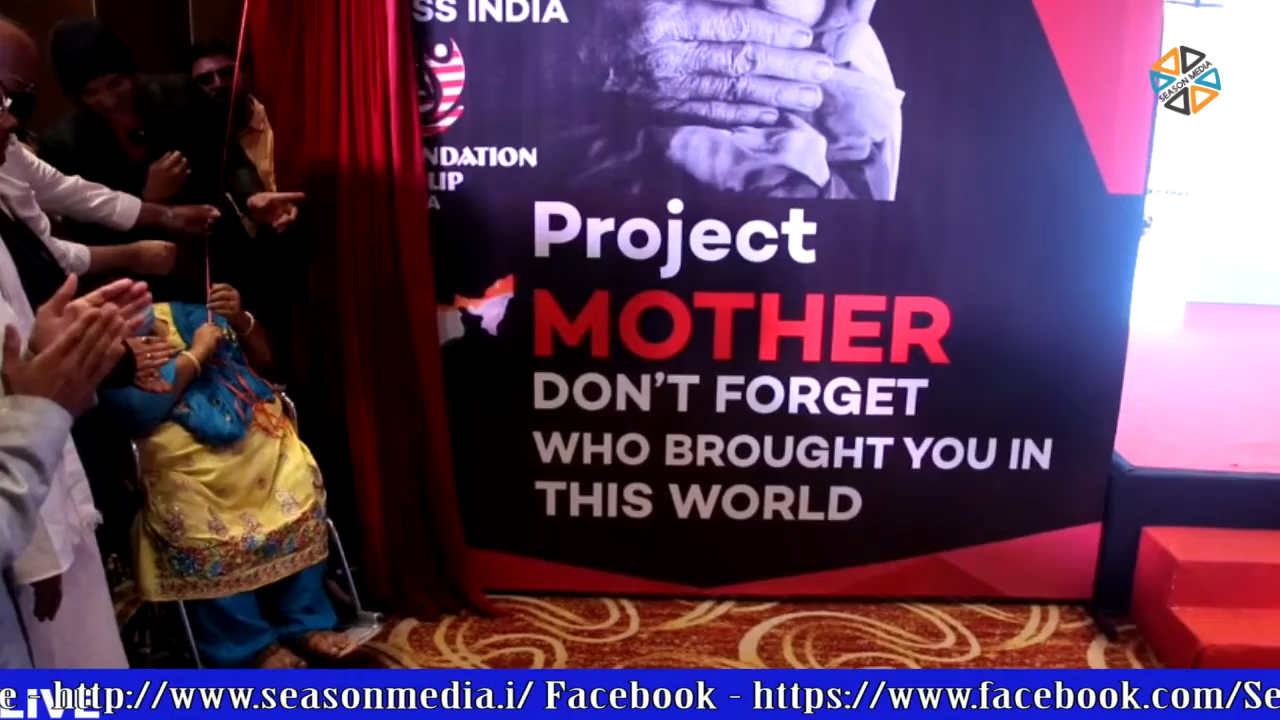 SS INDIA
NDATION
UP
A
Project
MOTHER
DON'T FORGET
WHO BROUGHT YOU IN
THIS WORLD
SEASON MEDIA
e - http://www.seasonmedia.i/ Facebook - https://www.facebook.com/Se
LIVE